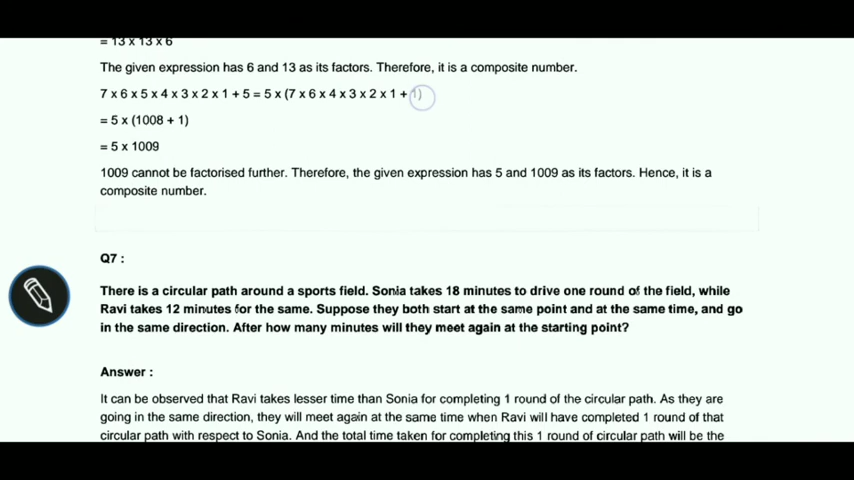 = 13 x 13 x 6
The given expression has 6 and 13 as its factors. Therefore, it is a composite number.
7 x 6 x 5 x 4 x 3 x 2 x 1 + 5 = 5 x (7 x 6 x 4 x 3 x 2 x 1 + 1)
= 5 x (1008 + 1)
= 5 x 1009
1009 cannot be factorised further. Therefore, the given expression has 5 and 1009 as its factors. Hence, it is a
composite number.
Q7 :
There is a circular path around a sports field. Sonia takes 18 minutes to drive one round of the field, while
Ravi takes 12 minutes for the same. Suppose they both start at the same point and at the same time, and go
in the same direction. After how many minutes will they meet again at the starting point?
Answer :
It can be observed that Ravi takes lesser time than Sonia for completing 1 round of the circular path. As they are
going in the same direction, they will meet again at the same time when Ravi will have completed 1 round of that
circular path with respect to Sonia. And the total time taken for completing this 1 round of circular path will be the